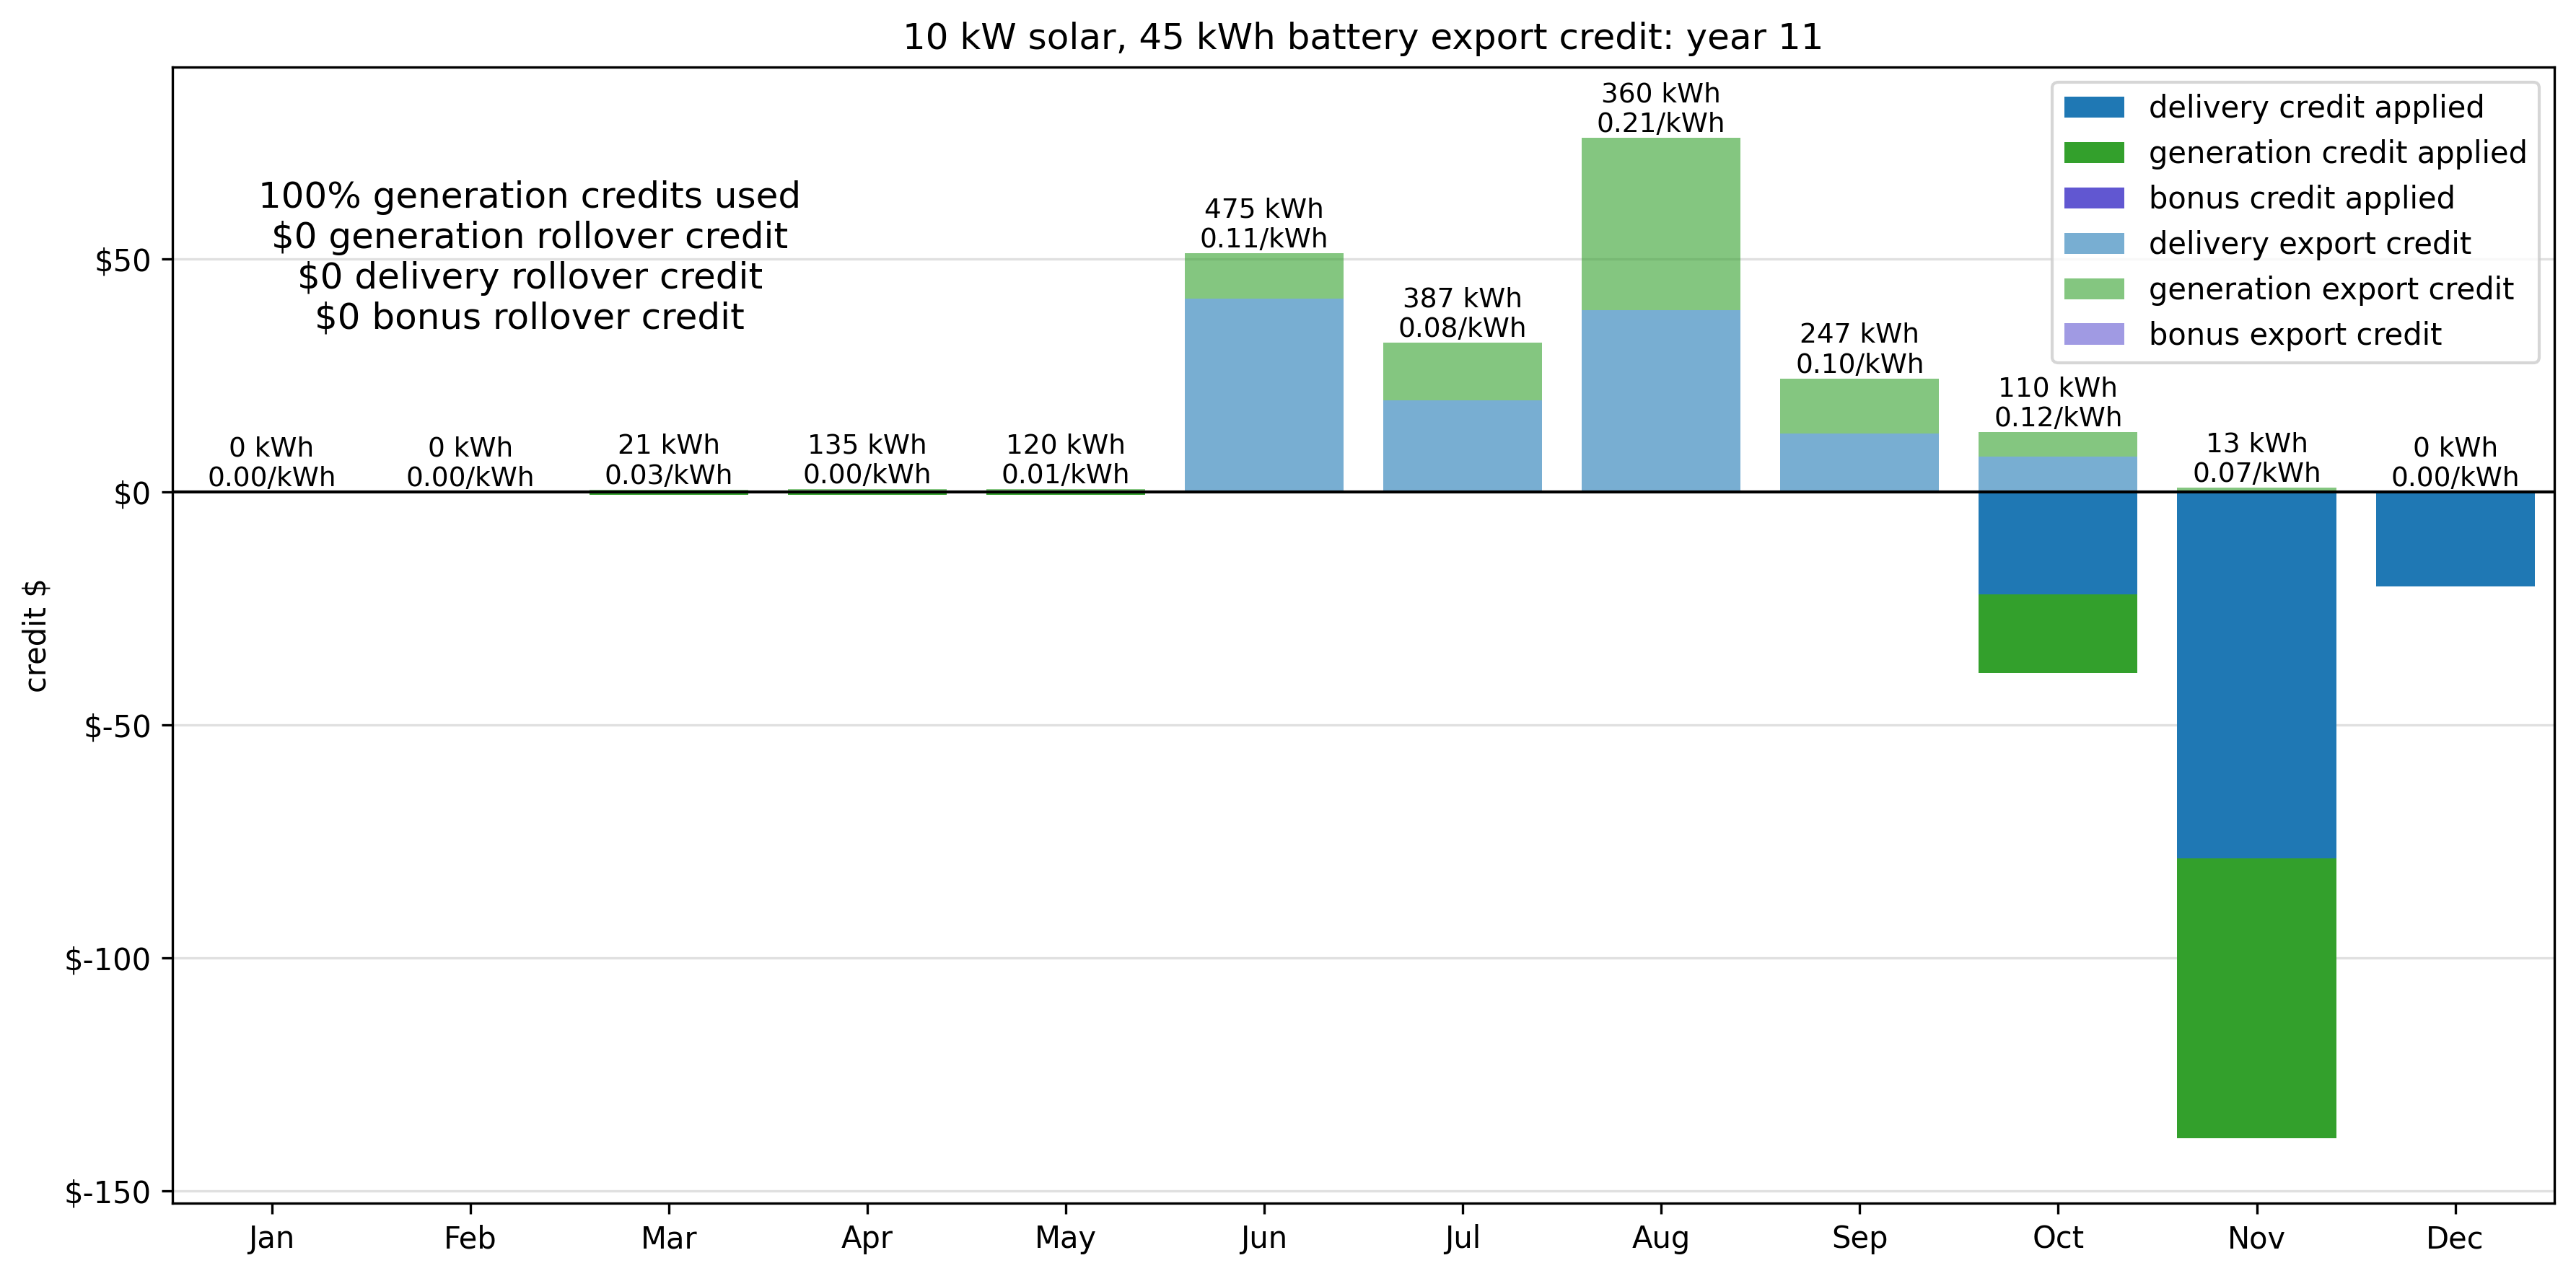 10 kW solar, 45 kWh battery export credit: year 11
100% generation credits used
$0 generation rollover credit
$0 delivery rollover credit
$0 bonus rollover credit
delivery credit applied
generation credit applied
bonus credit applied
delivery export credit
generation export credit
bonus export credit
0 kWh
0.00/kWh
0 kWh
0.00/kWh
21 kWh
0.03/kWh
135 kWh
0.00/kWh
120 kWh
0.01/kWh
475 kWh
0.11/kWh
387 kWh
0.08/kWh
360 kWh
0.21/kWh
247 kWh
0.10/kWh
110 kWh
0.12/kWh
13 kWh
0.07/kWh
0 kWh
0.00/kWh
credit $
$50
$0
$-50
$-100
$-150
Jan
Feb
Mar
Apr
May
Jun
Jul
Aug
Sep
Oct
Nov
Dec